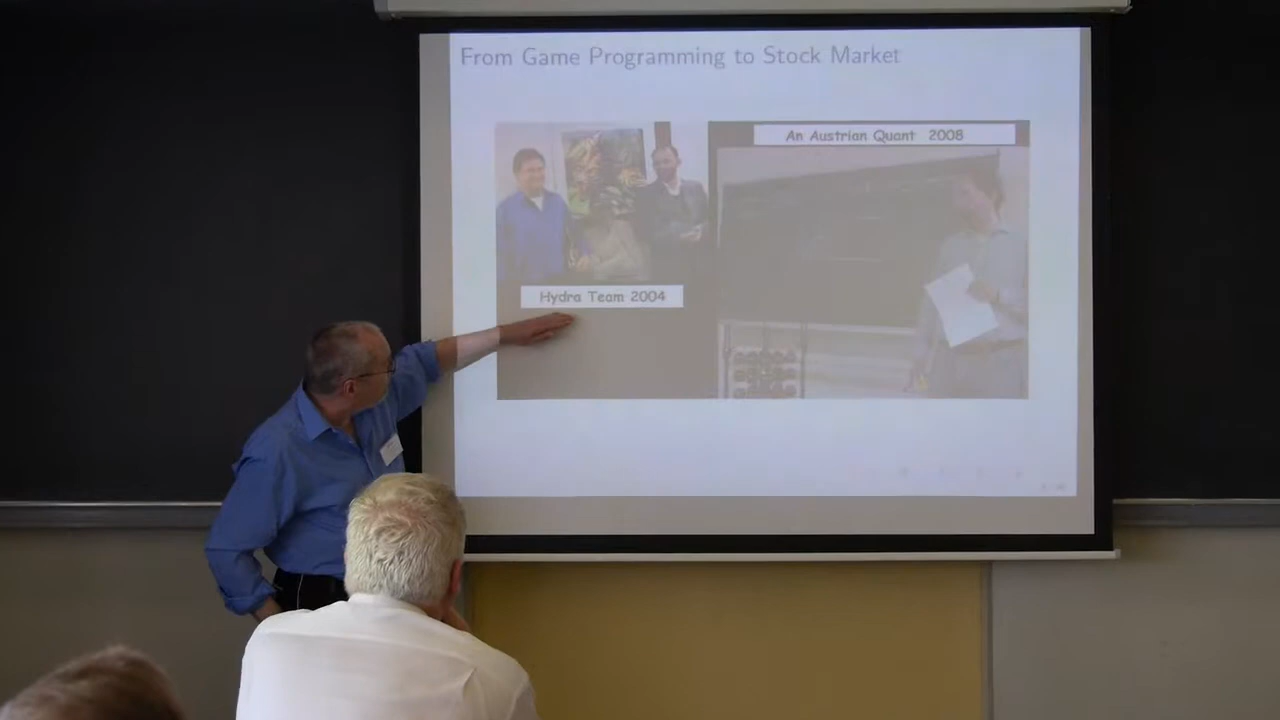 From Game Programming to Stock Market
An Austrian Quant 2008
Hydra Team 2004